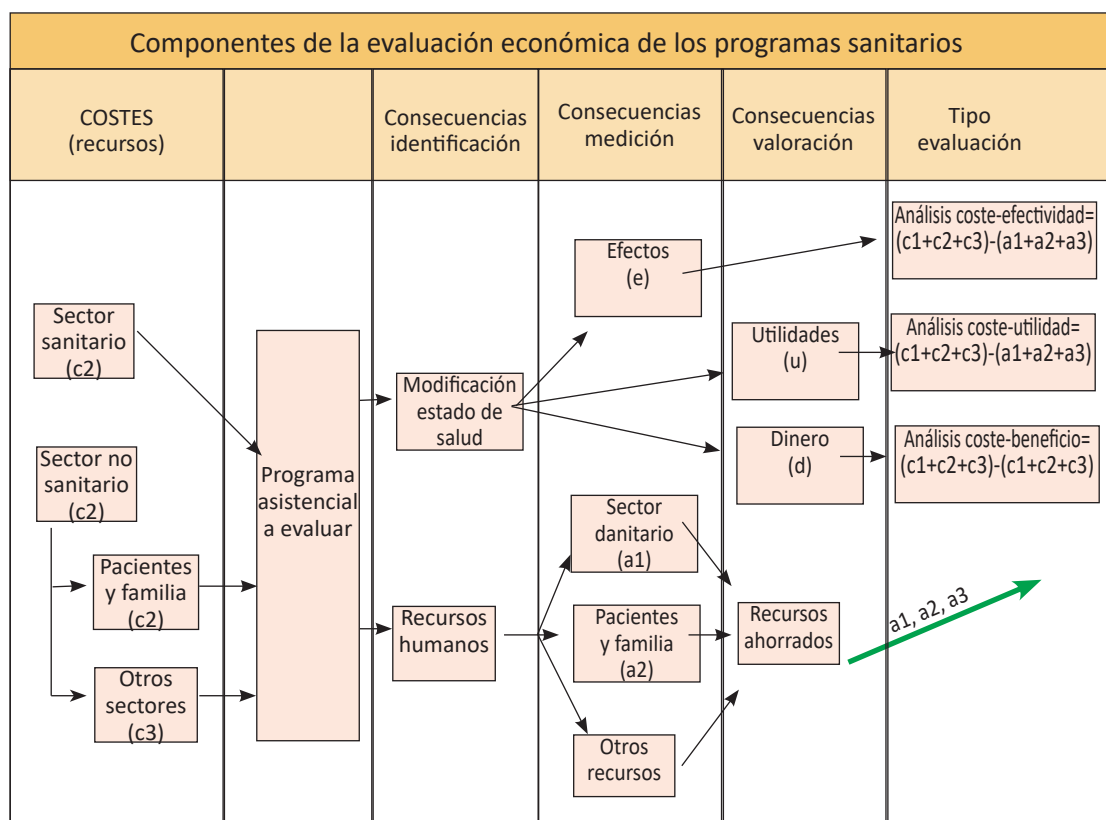 Componentes de la evaluación económica de los programas sanitarios
COSTES
(recursos)
Consecuencias
identificación
Consecuencias
medición
Consecuencias
valoración
Tipo
evaluación
Sector
sanitario
(c2)
Sector no
sanitario
(c2)
Pacientes
y familia
(c2)
Otros
sectores
(c3)
Programa
asistencial
a evaluar
Modificación
estado de
salud
Recursos
humanos
Efectos
(e)
Sector
danitario
(a1)
Pacientes
y familia
(a2)
Otros
recursos
Utilidades
(u)
Dinero
(d)
Recursos
ahorrados
Análisis coste-efectividad=
(c1+c2+c3)-(a1+a2+a3)
Análisis coste-utilidad=
(c1+c2+c3)-(a1+a2+a3)
Análisis coste-beneficio=
(c1+c2+c3)-(c1+c2+c3)
a1, a2, a3